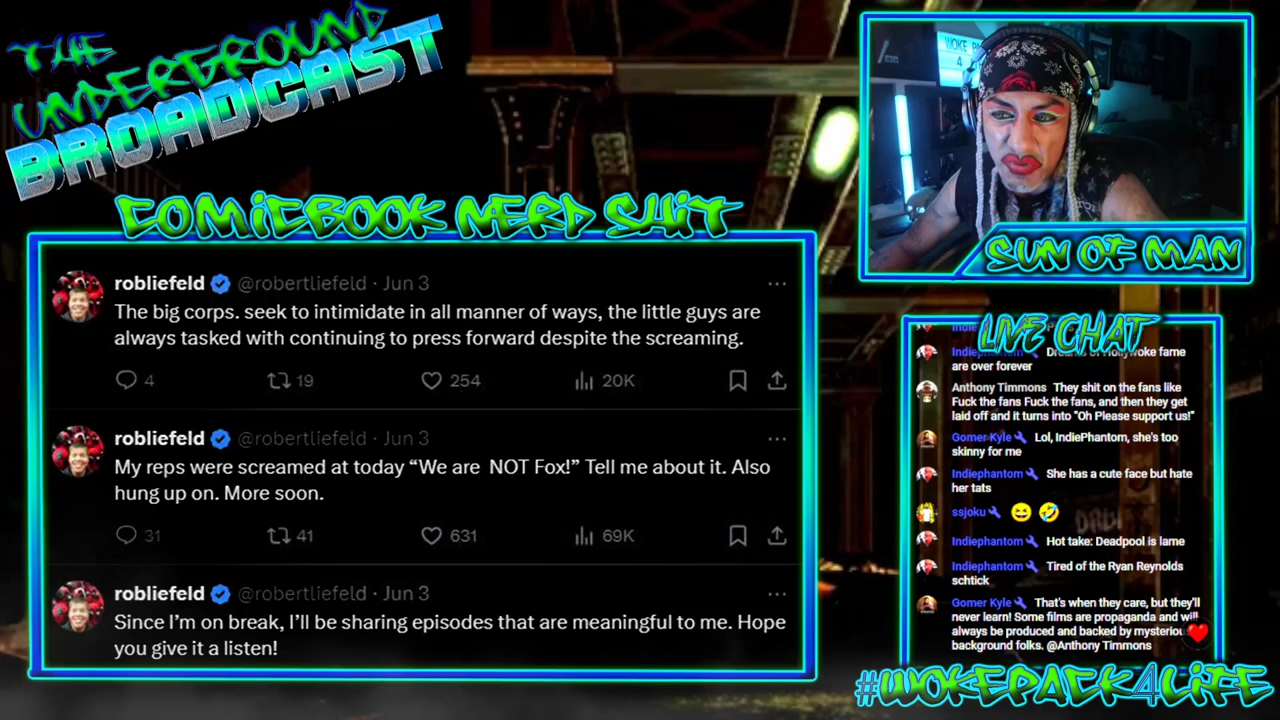 THE
UNDERGROUND
BROADCAST
COMICBOOK NERD SHIT
robliefeld @robertliefeld · Jun 3
The big corps. seek to intimidate in all manner of ways, the little guys are
always tasked with continuing to press forward despite the screaming.
4 19 254 20K
robliefeld @robertliefeld · Jun 3
My reps were screamed at today “We are NOT Fox!” Tell me about it. Also
hung up on. More soon.
31 41 631 69K
robliefeld @robertliefeld · Jun 3
Since I’m on break, I’ll be sharing episodes that are meaningful to me. Hope
you give it a listen!
WOKE
4
SUN OF MAN
LIVE CHAT
fame
are over forever
Anthony Timmons They shit on the fans like
Fuck the fans Fuck the fans, and then they get
laid off and it turns into "Oh Please support us!"
Gomer Kyle Lol, IndiePhantom, she's too
skinny for me
Indiephantom She has a cute face but hate
her tats
ssjoku 😆 🤣
Indiephantom Hot take: Deadpool is lame
Indiephantom Tired of the Ryan Reynolds
schtick
Gomer Kyle That's when they care, but they'll
never learn! Some films are propaganda and will
always be produced and backed by
background folks. @Anthony Timmons
#WOKEPACK4LIFE